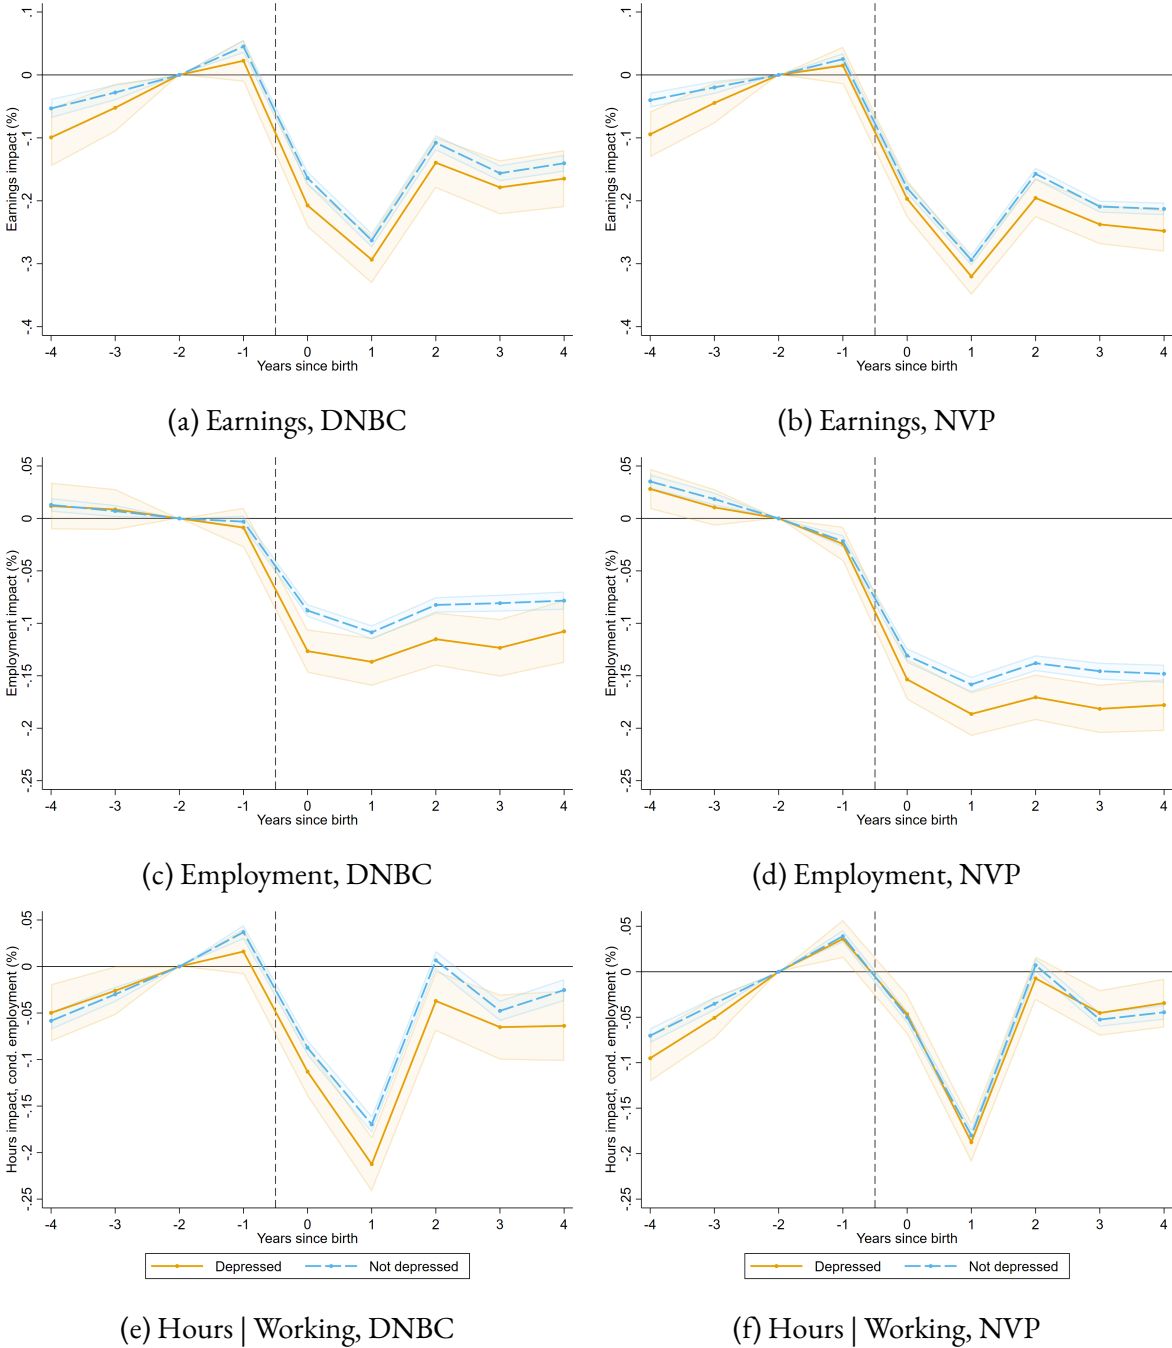 .1
0
-.1
-.2
-.3
-.4
Earnings impact (%)
-4 -3 -2 -1 0 1 2 3 4
Years since birth
(a) Earnings, DNBC
.1
0
-.1
-.2
-.3
-.4
Earnings impact (%)
-4 -3 -2 -1 0 1 2 3 4
Years since birth
(b) Earnings, NVP
.05
0
-.05
-.1
-.15
-.2
-.25
Employment impact (%)
-4 -3 -2 -1 0 1 2 3 4
Years since birth
(c) Employment, DNBC
.05
0
-.05
-.1
-.15
-.2
-.25
Employment impact (%)
-4 -3 -2 -1 0 1 2 3 4
Years since birth
(d) Employment, NVP
.05
0
-.05
-.1
-.15
-.2
-.25
Hours impact, cond. employment (%)
-4 -3 -2 -1 0 1 2 3 4
Years since birth
Depressed Not depressed
(e) Hours | Working, DNBC
.05
0
-.05
-.1
-.15
-.2
-.25
Hours impact, cond. employment (%)
-4 -3 -2 -1 0 1 2 3 4
Years since birth
Depressed Not depressed
(f) Hours | Working, NVP